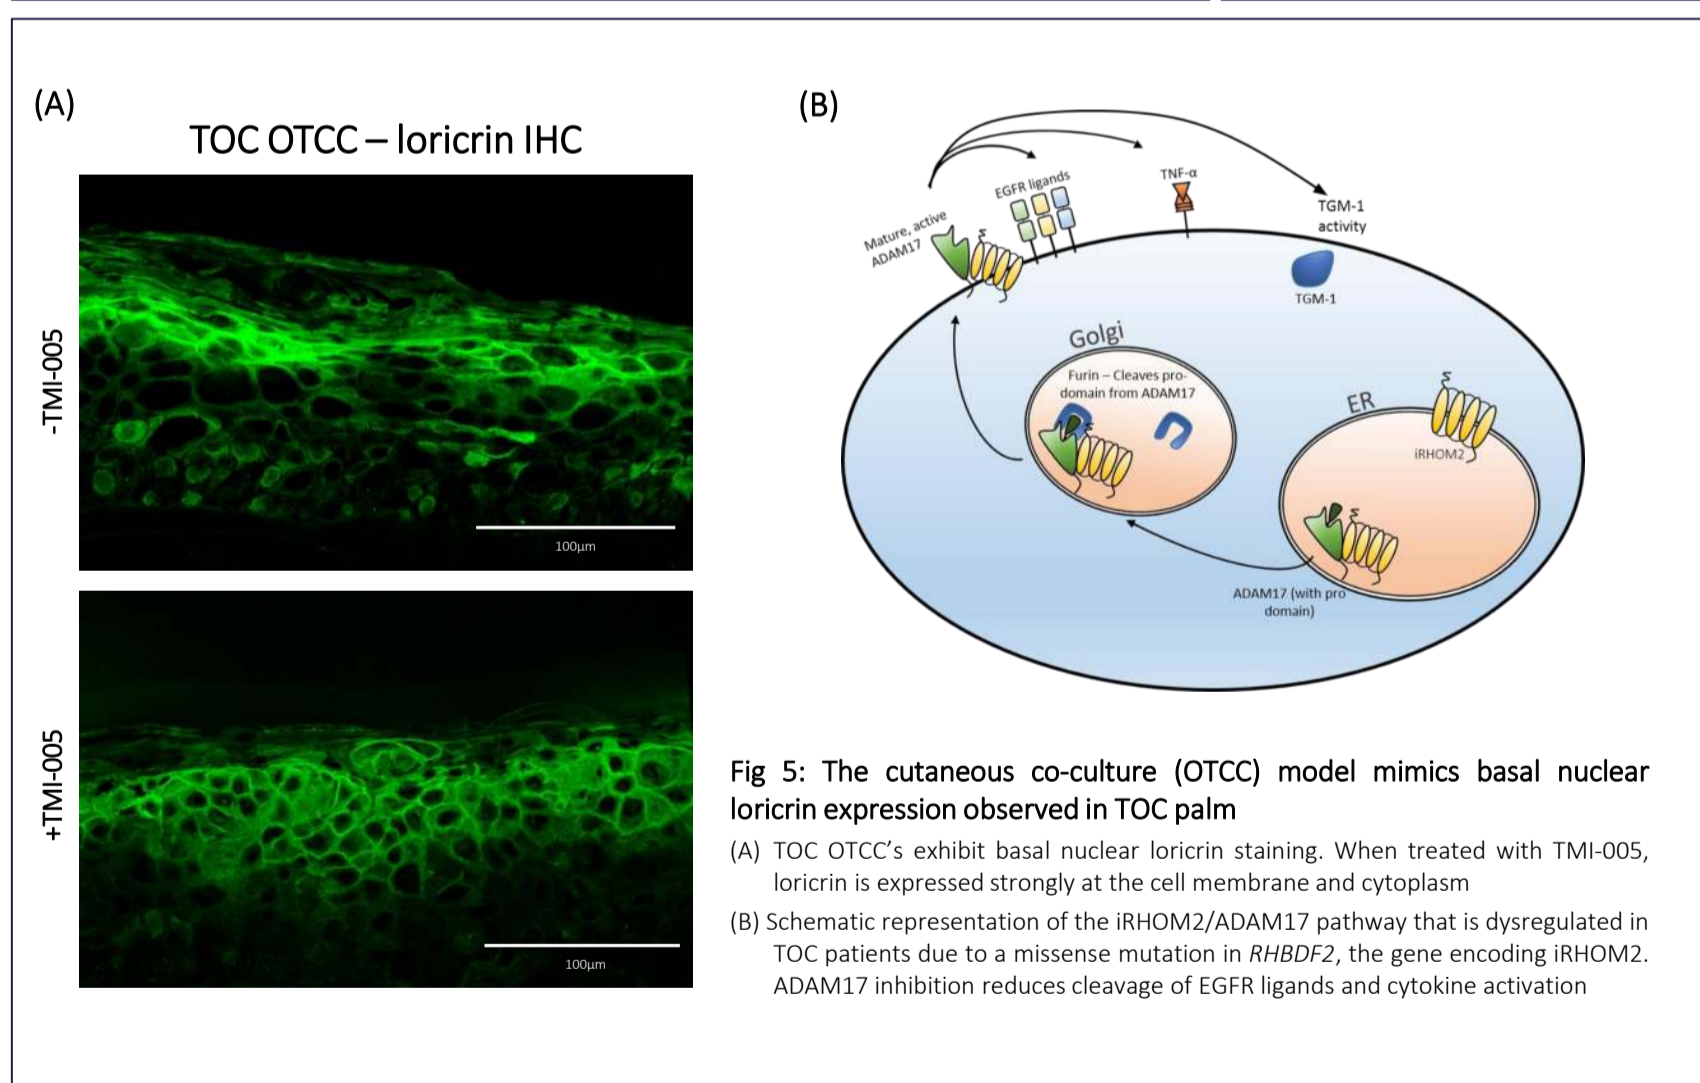 (A)
TOC OTCC – loricrin IHC
-TMI-005
100µm
+TMI-005
100µm
(B)
Mature, active
ADAM17
EGFR ligands
TNF-α
TGM-1
activity
TGM-1
Golgi
Furin – Cleaves pro-
domain from ADAM17
ER
iRHOM2
ADAM17 (with pro
domain)
Fig 5: The cutaneous co-culture (OTCC) model mimics basal nuclear
loricrin expression observed in TOC palm
(A) TOC OTCC’s exhibit basal nuclear loricrin staining. When treated with TMI-005,
loricrin is expressed strongly at the cell membrane and cytoplasm
(B) Schematic representation of the iRHOM2/ADAM17 pathway that is dysregulated in
TOC patients due to a missense mutation in RHBDF2, the gene encoding iRHOM2.
ADAM17 inhibition reduces cleavage of EGFR ligands and cytokine activation